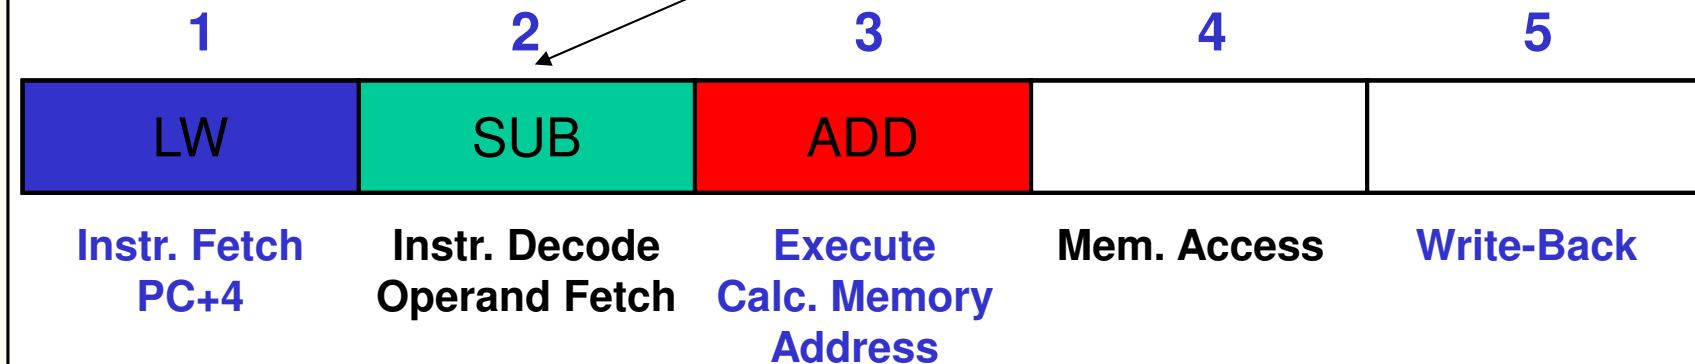 1 2 3 4 5
LW SUB ADD
Instr. Fetch Instr. Decode Execute Mem. Access Write-Back
PC+4 Operand Fetch Calc. Memory
Address